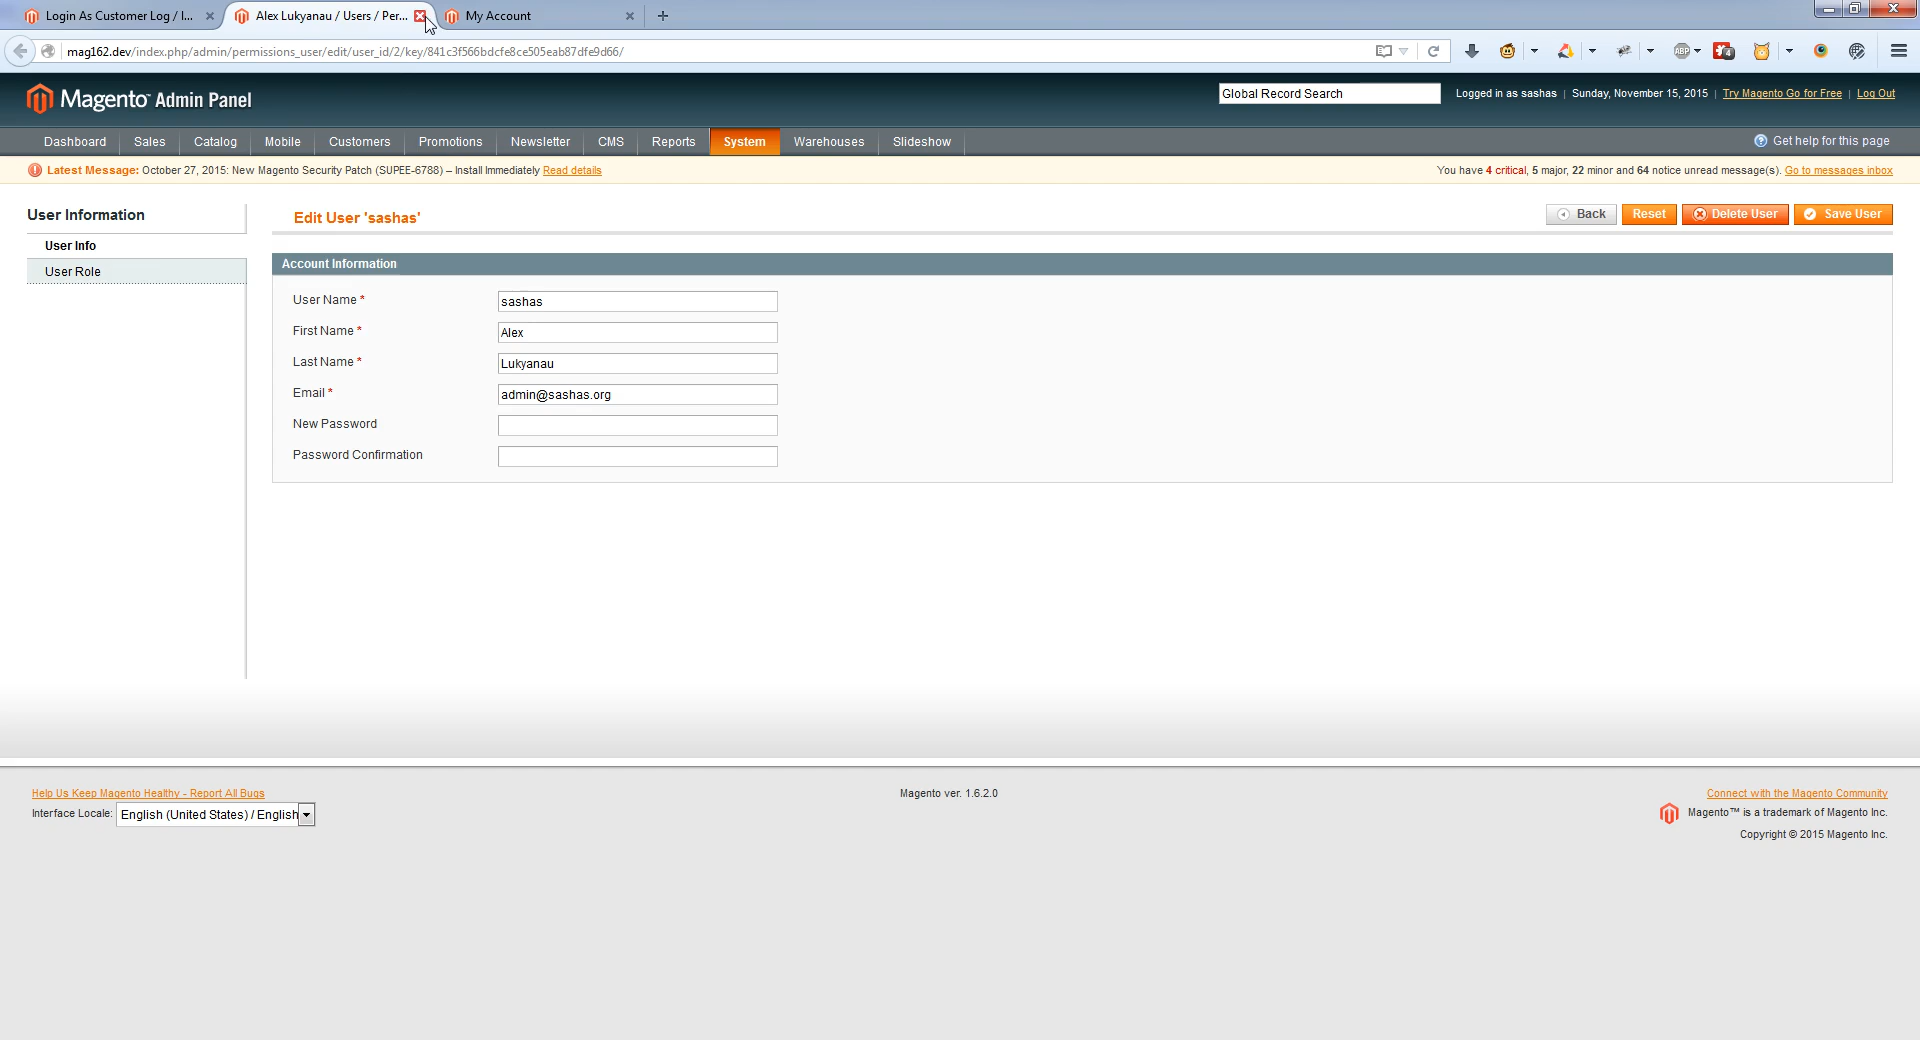 Login As Customer Log / I...
Alex Lukyanau / Users / Per...
My Account
mag162.dev/index.php/admin/permissions_user/edit/user_id/2/key/841c3f566bdcfe8ce505eab87dfe9d66/
ABP
4
Magento™ Admin Panel
Global Record Search
Logged in as sashas | Sunday, November 15, 2015 | Try Magento Go for Free | Log Out
Dashboard Sales Catalog Mobile Customers Promotions Newsletter CMS Reports System Warehouses Slideshow
Get help for this page
Latest Message: October 27, 2015: New Magento Security Patch (SUPEE-6788) – Install Immediately Read details
You have 4 critical, 5 major, 22 minor and 64 notice unread message(s). Go to messages inbox
User Information
User Info
User Role
Edit User 'sashas'
Back Reset Delete User Save User
Account Information
User Name * sashas
First Name * Alex
Last Name * Lukyanau
Email * admin@sashas.org
New Password
Password Confirmation
Help Us Keep Magento Healthy - Report All Bugs
Interface Locale: English (United States) / English
Magento ver. 1.6.2.0
Connect with the Magento Community
Magento™ is a trademark of Magento Inc.
Copyright © 2015 Magento Inc.